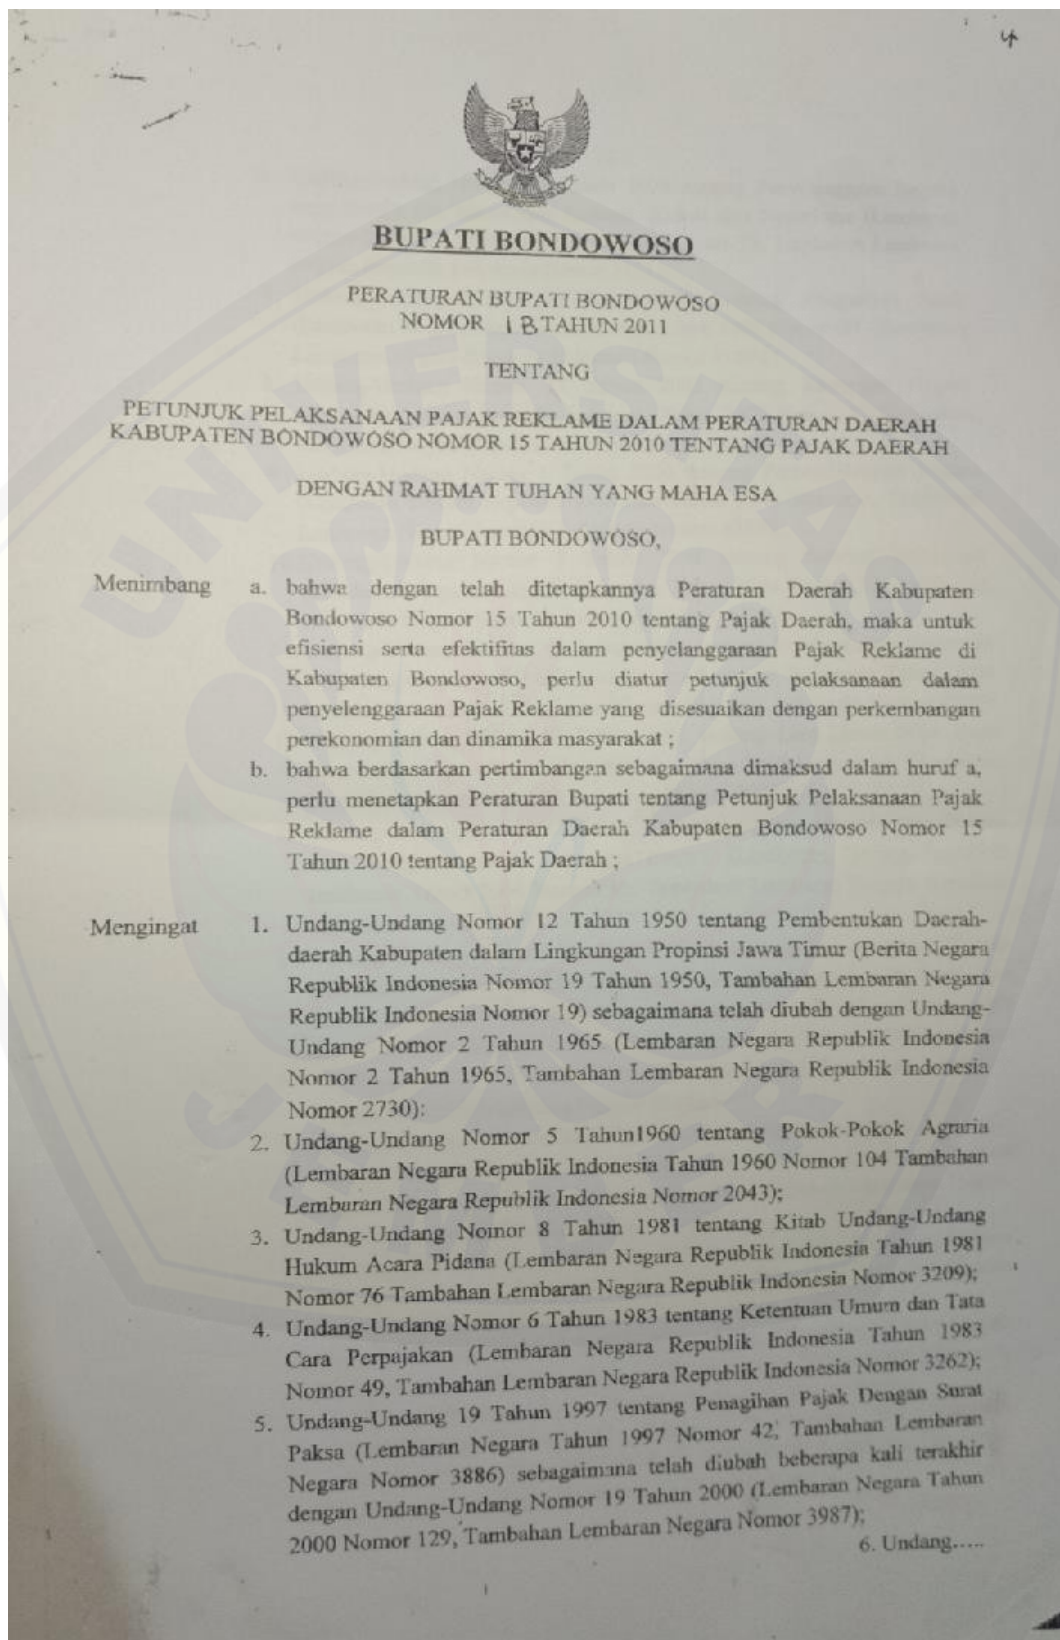 4
BUPATI BONDOWOSO
PERATURAN BUPATI BONDOWOSO
NOMOR 1B TAHUN 2011
TENTANG
PETUNJUK PELAKSANAAN PAJAK REKLAME DALAM PERATURAN DAERAH
KABUPATEN BONDOWOSO NOMOR 15 TAHUN 2010 TENTANG PAJAK DAERAH
DENGAN RAHMAT TUHAN YANG MAHA ESA
BUPATI BONDOWOSO,
Menimbang a. bahwa dengan telah ditetapkannya Peraturan Daerah Kabupaten
Bondowoso Nomor 15 Tahun 2010 tentang Pajak Daerah, maka untuk
efisiensi serta efektifitas dalam penyelanggaraan Pajak Reklame di
Kabupaten Bondowoso, perlu diatur petunjuk pelaksanaan dalam
penyelenggaraan Pajak Reklame yang disesuaikan dengan perkembangan
perekonomian dan dinamika masyarakat ;
b. bahwa berdasarkan pertimbangan sebagaimana dimaksud dalam huruf a,
perlu menetapkan Peraturan Bupati tentang Petunjuk Pelaksanaan Pajak
Reklame dalam Peraturan Daerah Kabupaten Bondowoso Nomor 15
Tahun 2010 tentang Pajak Daerah ;
Mengingat 1. Undang-Undang Nomor 12 Tahun 1950 tentang Pembentukan Daerah-
daerah Kabupaten dalam Lingkungan Propinsi Jawa Timur (Berita Negara
Republik Indonesia Nomor 19 Tahun 1950, Tambahan Lembaran Negara
Republik Indonesia Nomor 19) sebagaimana telah diubah dengan Undang-
Undang Nomor 2 Tahun 1965 (Lembaran Negara Republik Indonesia
Nomor 2 Tahun 1965, Tambahan Lembaran Negara Republik Indonesia
Nomor 2730);
2. Undang-Undang Nomor 5 Tahun1960 tentang Pokok-Pokok Agraria
(Lembaran Negara Republik Indonesia Tahun 1960 Nomor 104 Tambahan
Lembaran Negara Republik Indonesia Nomor 2043);
3. Undang-Undang Nomor 8 Tahun 1981 tentang Kitab Undang-Undang
Hukum Acara Pidana (Lembaran Negara Republik Indonesia Tahun 1981
Nomor 76 Tambahan Lembaran Negara Republik Indonesia Nomor 3209);
4. Undang-Undang Nomor 6 Tahun 1983 tentang Ketentuan Umum dan Tata
Cara Perpajakan (Lembaran Negara Republik Indonesia Tahun 1983
Nomor 49, Tambahan Lembaran Negara Republik Indonesia Nomor 3262);
5. Undang-Undang 19 Tahun 1997 tentang Penagihan Pajak Dengan Surat
Paksa (Lembaran Negara Tahun 1997 Nomor 42, Tambahan Lembaran
Negara Nomor 3886) sebagaimana telah diubah beberapa kali terakhir
dengan Undang-Undang Nomor 19 Tahun 2000 (Lembaran Negara Tahun
2000 Nomor 129, Tambahan Lembaran Negara Nomor 3987);
6. Undang.....
UNIVERSITAS